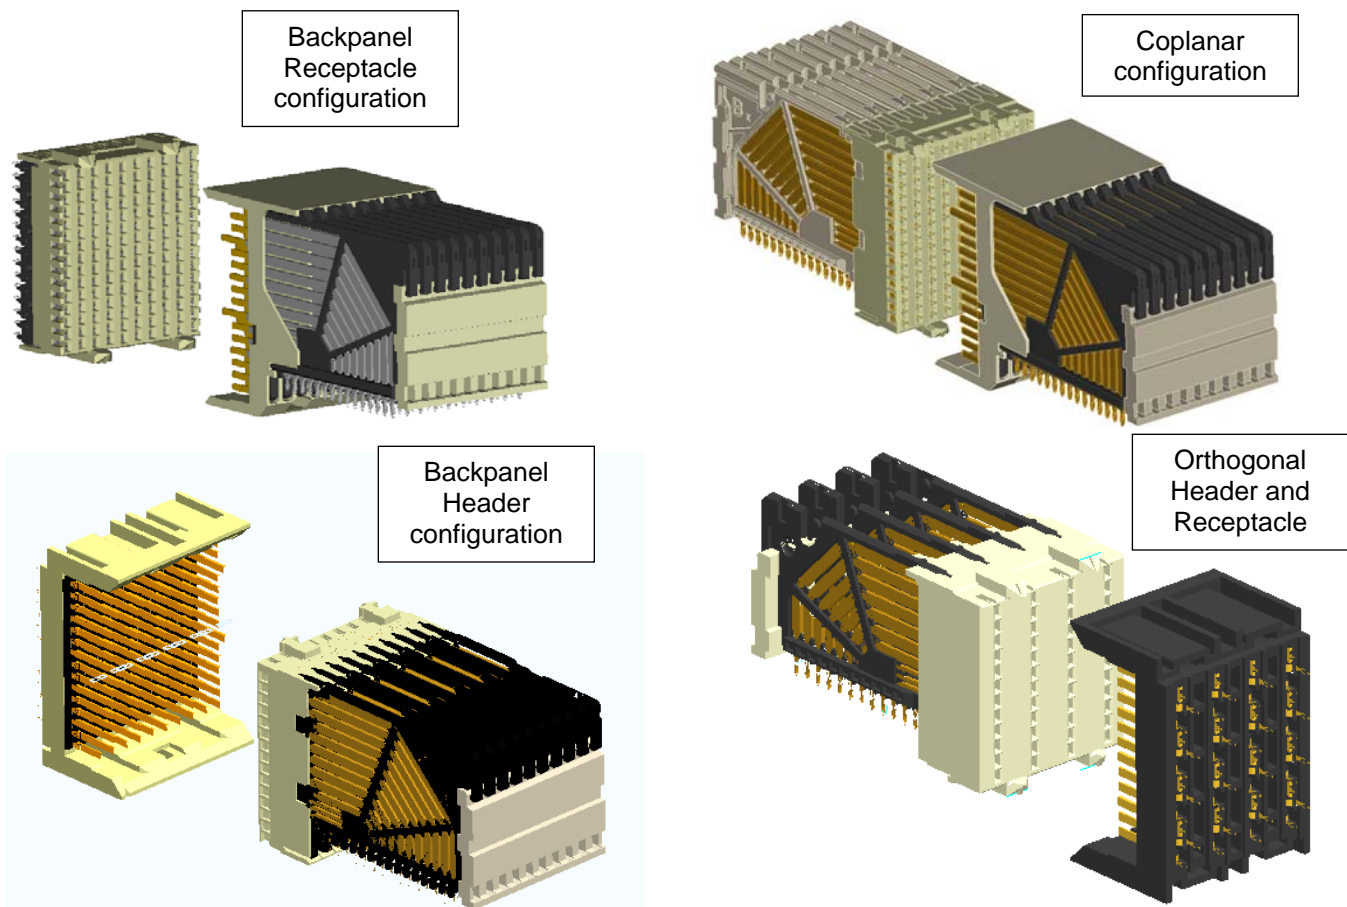 Backpanel
Receptacle
configuration
Coplanar
configuration
B
Backpanel
Header
configuration
Orthogonal
Header and
Receptacle